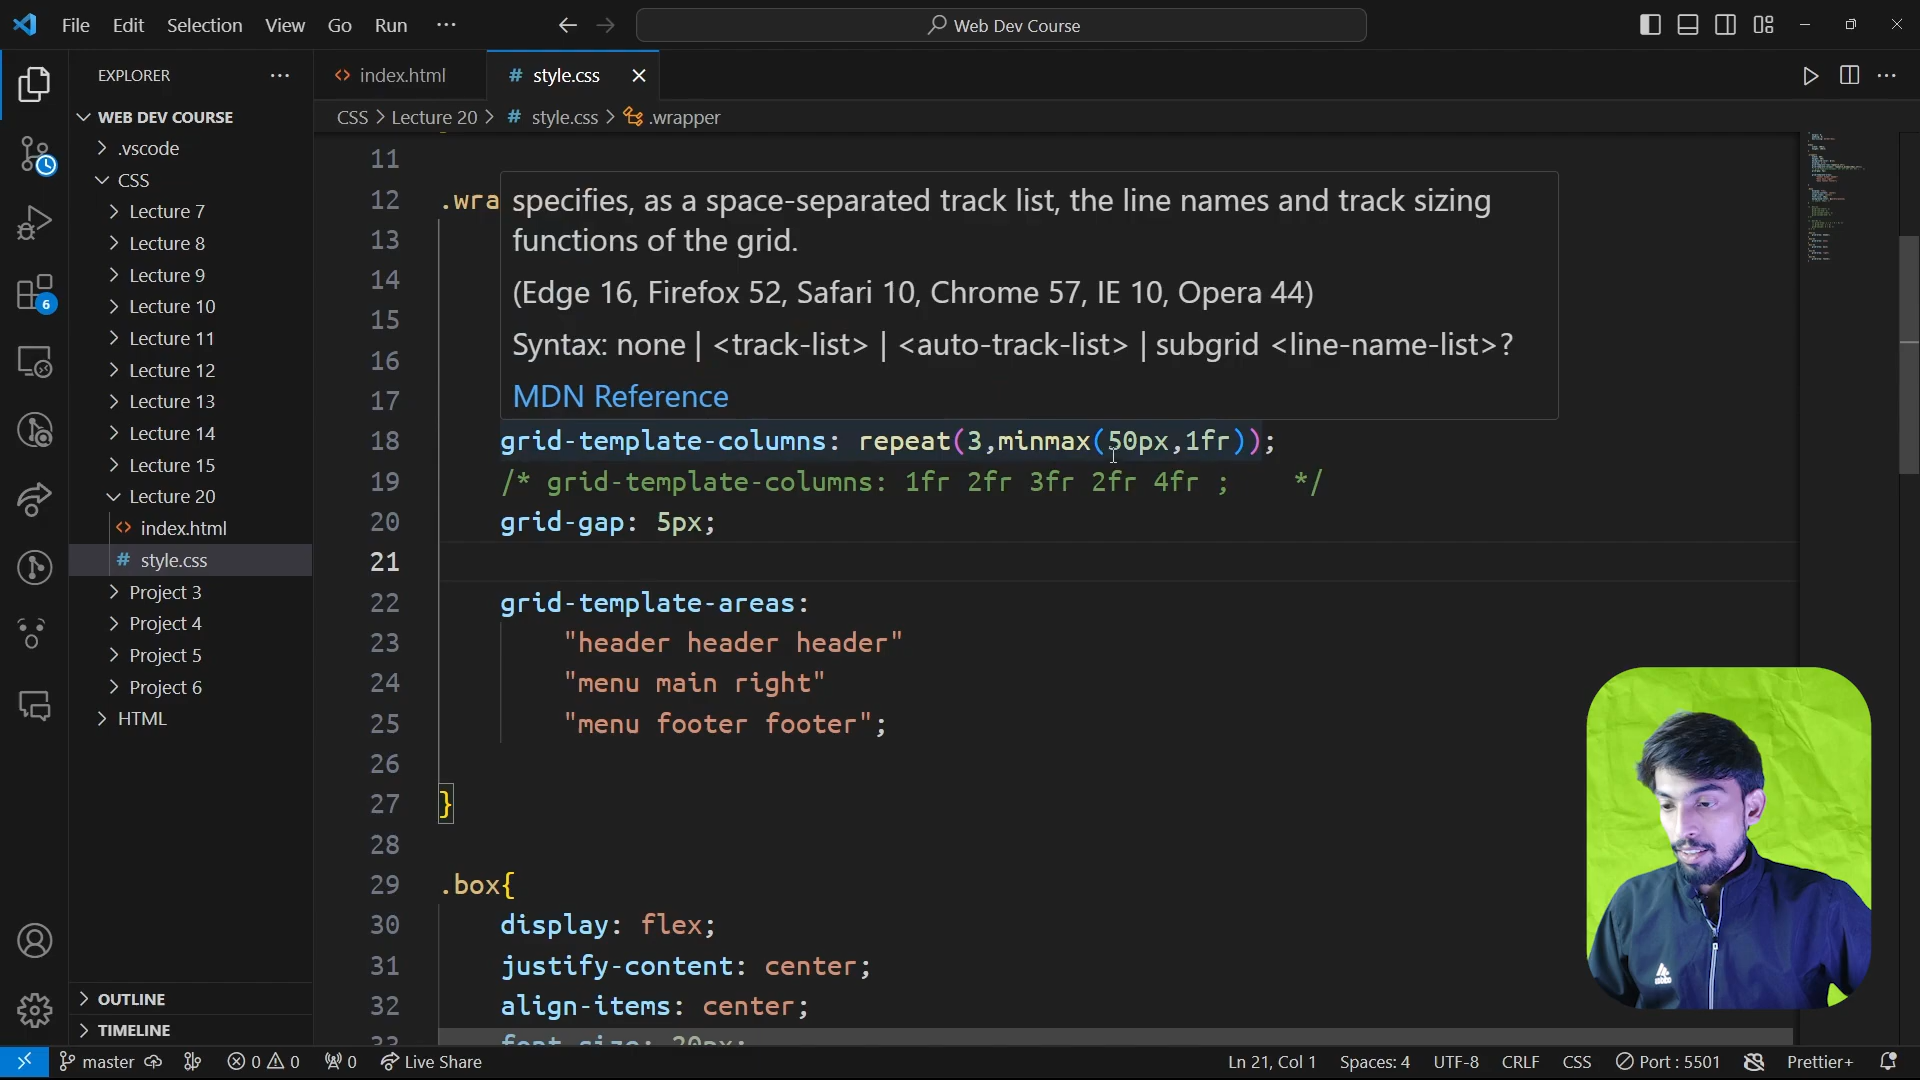 File Edit Selection View Go Run ···
Web Dev Course
EXPLORER ···
index.html
# style.css
CSS > Lecture 20 > # style.css > .wrapper
WEB DEV COURSE
.vscode
CSS
Lecture 7
Lecture 8
Lecture 9
Lecture 10
Lecture 11
Lecture 12
Lecture 13
Lecture 14
Lecture 15
Lecture 20
<> index.html
# style.css
Project 3
Project 4
Project 5
Project 6
HTML
OUTLINE
TIMELINE
6
11
12 .wra
specifies, as a space-separated track list, the line names and track sizing
functions of the grid.
(Edge 16, Firefox 52, Safari 10, Chrome 57, IE 10, Opera 44)
Syntax: none | <track-list> | <auto-track-list> | subgrid <line-name-list>?
MDN Reference
13
14
15
16
17
18 grid-template-columns: repeat(3,minmax(50px,1fr));
19 /* grid-template-columns: 1fr 2fr 3fr 2fr 4fr ;    */
20 grid-gap: 5px;
21
22 grid-template-areas:
23 "header header header"
24 "menu main right"
25 "menu footer footer";
26
27 }
28
29 .box{
30 display: flex;
31 justify-content: center;
32 align-items: center;
33 font-size: 20px;
master 0 0 0 Live Share
Ln 21, Col 1 Spaces: 4 UTF-8 CRLF CSS Port : 5501 Prettier+